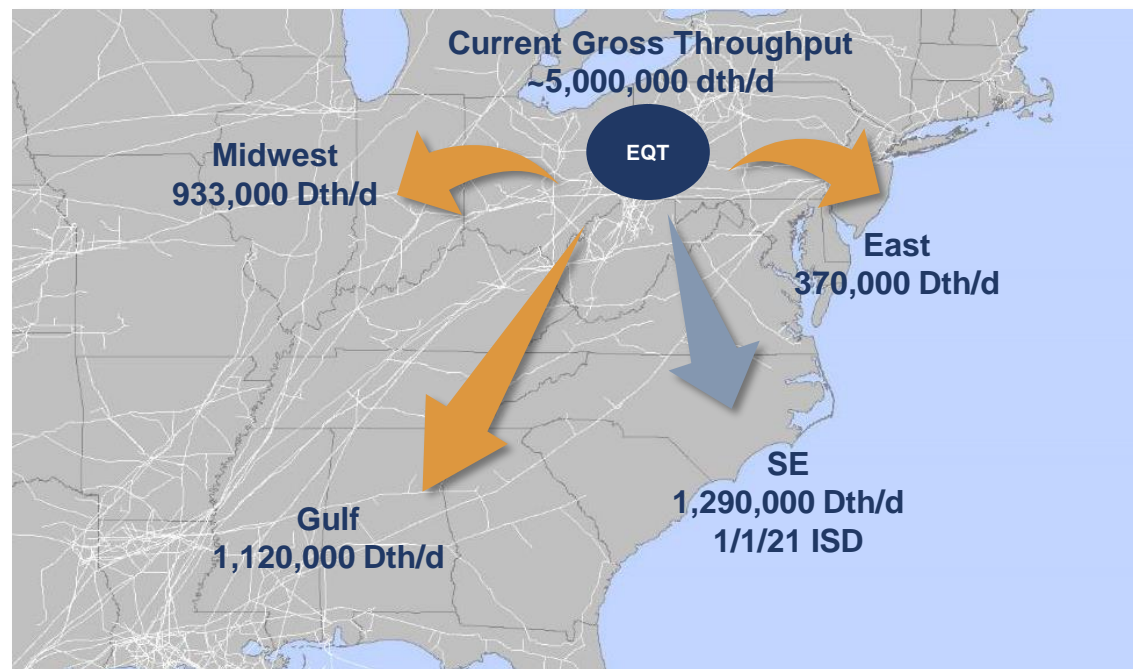 Current Gross Throughput
~5,000,000 dth/d
EQT
Midwest
933,000 Dth/d
East
370,000 Dth/d
SE
1,290,000 Dth/d
1/1/21 ISD
Gulf
1,120,000 Dth/d